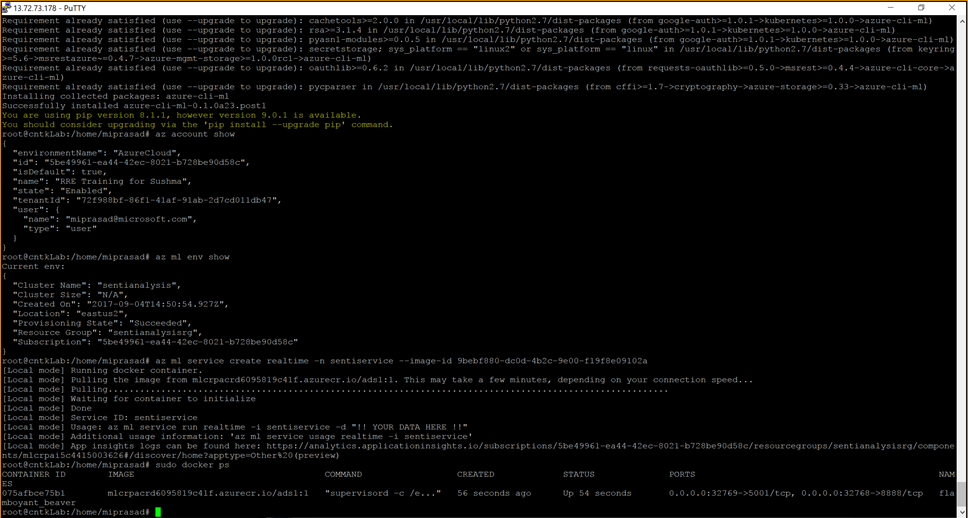 13.72.73.178 - PuTTY
Requirement already satisfied (use --upgrade to upgrade): cachetools>=2.0.0 in /usr/local/lib/python2.7/dist-packages (from google-auth>=1.0.1->kubernetes>=1.0.0->azure-cli-ml)
Requirement already satisfied (use --upgrade to upgrade): rsa>=3.1.4 in /usr/local/lib/python2.7/dist-packages (from google-auth>=1.0.1->kubernetes>=1.0.0->azure-cli-ml)
Requirement already satisfied (use --upgrade to upgrade): pyasn1-modules>=0.0.5 in /usr/local/lib/python2.7/dist-packages (from google-auth>=1.0.1->kubernetes>=1.0.0->azure-cli-ml)
Requirement already satisfied (use --upgrade to upgrade): secretstorage; sys_platform == "linux2" or sys_platform == "linux" in /usr/local/lib/python2.7/dist-packages (from keyring
>=5.6->msrestazure~=0.4.7->azure-mgmt-storage>=1.0.0rc1->azure-cli-ml)
Requirement already satisfied (use --upgrade to upgrade): oauthlib>=0.6.2 in /usr/local/lib/python2.7/dist-packages (from requests-oauthlib>=0.5.0->msrest>=0.4.4->azure-cli-core->a
zure-cli-ml)
Requirement already satisfied (use --upgrade to upgrade): pycparser in /usr/local/lib/python2.7/dist-packages (from cffi>=1.7->cryptography->azure-storage>=0.33->azure-cli-ml)
Installing collected packages: azure-cli-ml
Successfully installed azure-cli-ml-0.1.0a23.post1
You are using pip version 8.1.1, however version 9.0.1 is available.
You should consider upgrading via the 'pip install --upgrade pip' command.
root@cntkLab:/home/miprasad# az account show
{
  "environmentName": "AzureCloud",
  "id": "5be49961-ea44-42ec-8021-b728be90d58c",
  "isDefault": true,
  "name": "RRE Training for Sushma",
  "state": "Enabled",
  "tenantId": "72f988bf-86f1-41af-91ab-2d7cd011db47",
  "user": {
    "name": "miprasad@microsoft.com",
    "type": "user"
  }
}
root@cntkLab:/home/miprasad# az ml env show
Current env:
{
  "Cluster Name": "sentianalysis",
  "Cluster Size": "N/A",
  "Created On": "2017-09-04T14:50:54.927Z",
  "Location": "eastus2",
  "Provisioning State": "Succeeded",
  "Resource Group": "sentianalysisrg",
  "Subscription": "5be49961-ea44-42ec-8021-b728be90d58c"
}
root@cntkLab:/home/miprasad# az ml service create realtime -n sentiservice --image-id 9bebf880-dc0d-4b2c-9e00-f19f8e09102a
[Local mode] Running docker container.
[Local mode] Pulling the image from mlcrpacrd6095819c41f.azurecr.io/adsl:1. This may take a few minutes, depending on your connection speed...
[Local mode] Pulling....................................................................................................................
[Local mode] Waiting for container to initialize
[Local mode] Done
[Local mode] Service ID: sentiservice
[Local mode] Usage: az ml service run realtime -i sentiservice -d "!! YOUR DATA HERE !!"
[Local mode] Additional usage information: 'az ml service usage realtime -i sentiservice'
[Local mode] App insights logs can be found here: https://analytics.applicationinsights.io/subscriptions/5be49961-ea44-42ec-8021-b728be90d58c/resourcegroups/sentianalysisrg/compone
nts/mlcrpai5c4415003626#/discover/home?apptype=Other%20(preview)
root@cntkLab:/home/miprasad# sudo docker ps
CONTAINER ID IMAGE COMMAND CREATED STATUS PORTS NAM
ES
075afbce75b1 mlcrpacrd6095819c41f.azurecr.io/adsl:1 "supervisord -c /e..." 56 seconds ago Up 54 seconds 0.0.0.0:32769->5001/tcp, 0.0.0.0:32768->8888/tcp fla
mboyant_beaver
root@cntkLab:/home/miprasad#